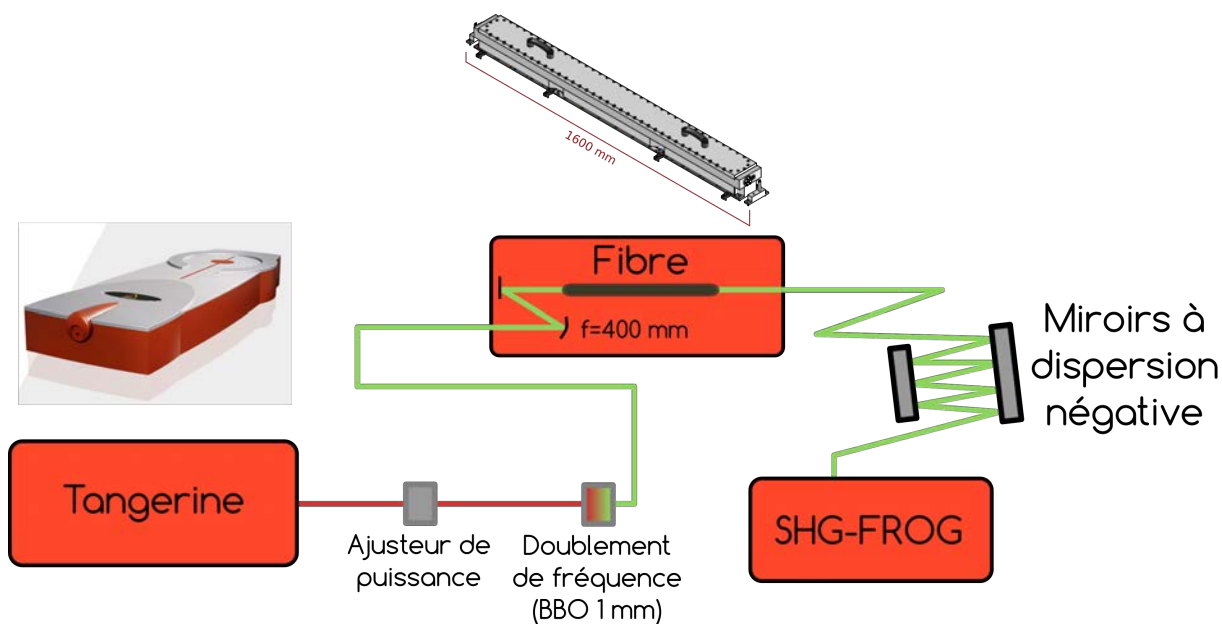 1600 mm
Fibre
f=400 mm
Miroirs à
dispersion
négative
Tangerine
Ajusteur de
puissance
Doublement
de fréquence
(BBO 1 mm)
SHG-FROG